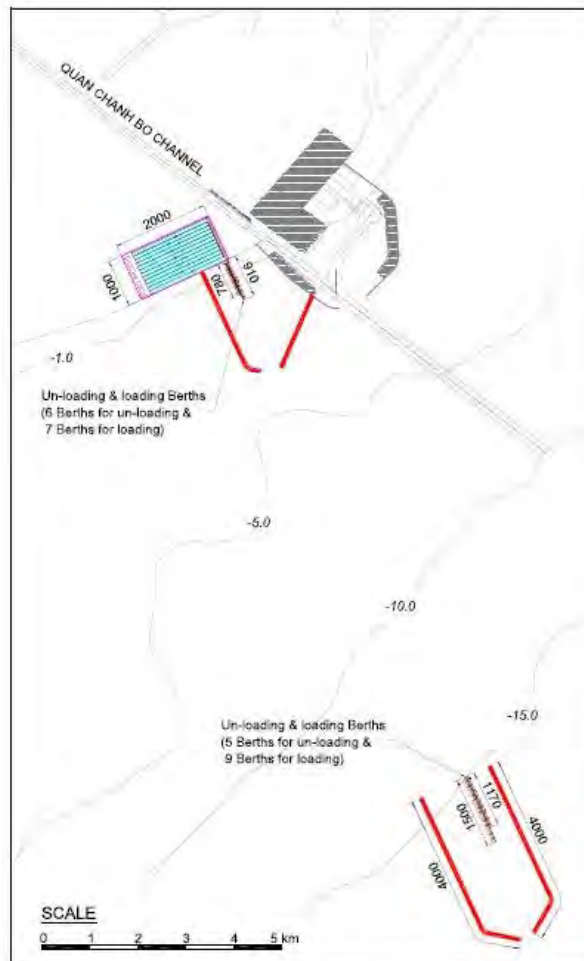 QUAN CHANH BO CHANNEL
2000
1000
910
780
-1.0
Un-loading & loading Berths
(6 Berths for un-loading &
7 Berths for loading)
-5.0
-10.0
-15.0
Un-loading & loading Berths
(5 Berths for un-loading &
9 Berths for loading)
1170
1500
4000
4000
SCALE
0 1 2 3 4 5 km